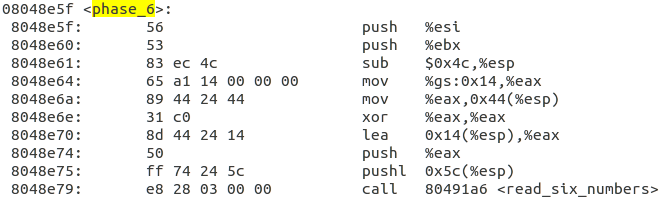 08048e5f <phase_6>:
8048e5f: 56 push %esi
8048e60: 53 push %ebx
8048e61: 83 ec 4c sub $0x4c,%esp
8048e64: 65 a1 14 00 00 00 mov %gs:0x14,%eax
8048e6a: 89 44 24 44 mov %eax,0x44(%esp)
8048e6e: 31 c0 xor %eax,%eax
8048e70: 8d 44 24 14 lea 0x14(%esp),%eax
8048e74: 50 push %eax
8048e75: ff 74 24 5c pushl 0x5c(%esp)
8048e79: e8 28 03 00 00 call 80491a6 <read_six_numbers>